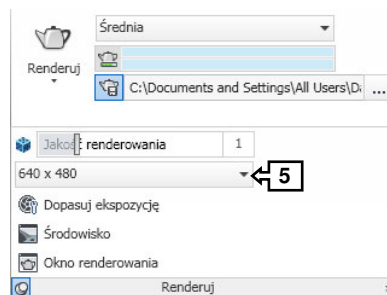 Średnia
Renderuj
C:\Documents and Settings\All Users\Da ...
Jakość renderowania 1
640 x 480
5
Dopasuj ekspozycję
Środowisko
Okno renderowania
Renderuj